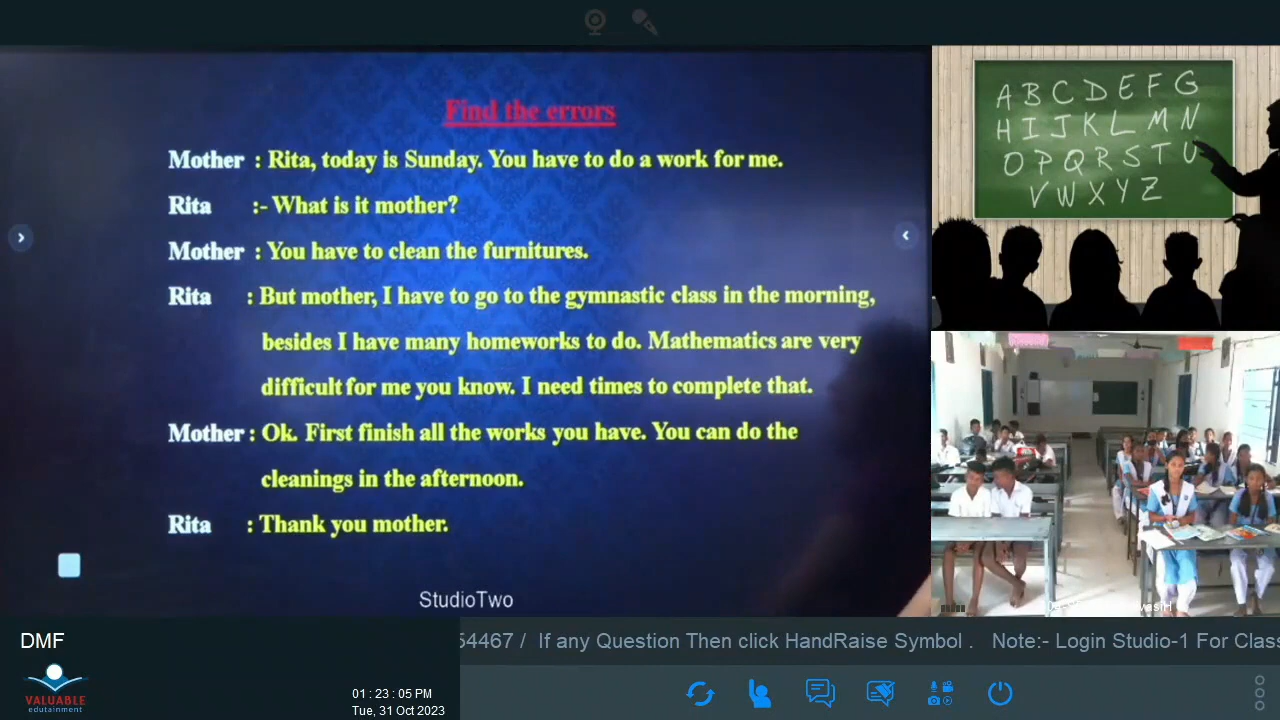 Find the errors
Mother : Rita, today is Sunday. You have to do a work for me.
Rita :- What is it mother?
Mother : You have to clean the furnitures.
Rita : But mother, I have to go to the gymnastic class in the morning,
besides I have many homeworks to do. Mathematics are very
difficult for me you know. I need times to complete that.
Mother : Ok. First finish all the works you have. You can do the
cleanings in the afternoon.
Rita : Thank you mother.
StudioTwo
A B C D E F G
H I J K L M N
O P Q R S T U
V W X Y Z
DMF
54467 / If any Question Then click HandRaise Symbol . Note:- Login Studio-1 For Class
VALUABLE
edutainment
01 : 23 : 05 PM
Tue, 31 Oct 2023